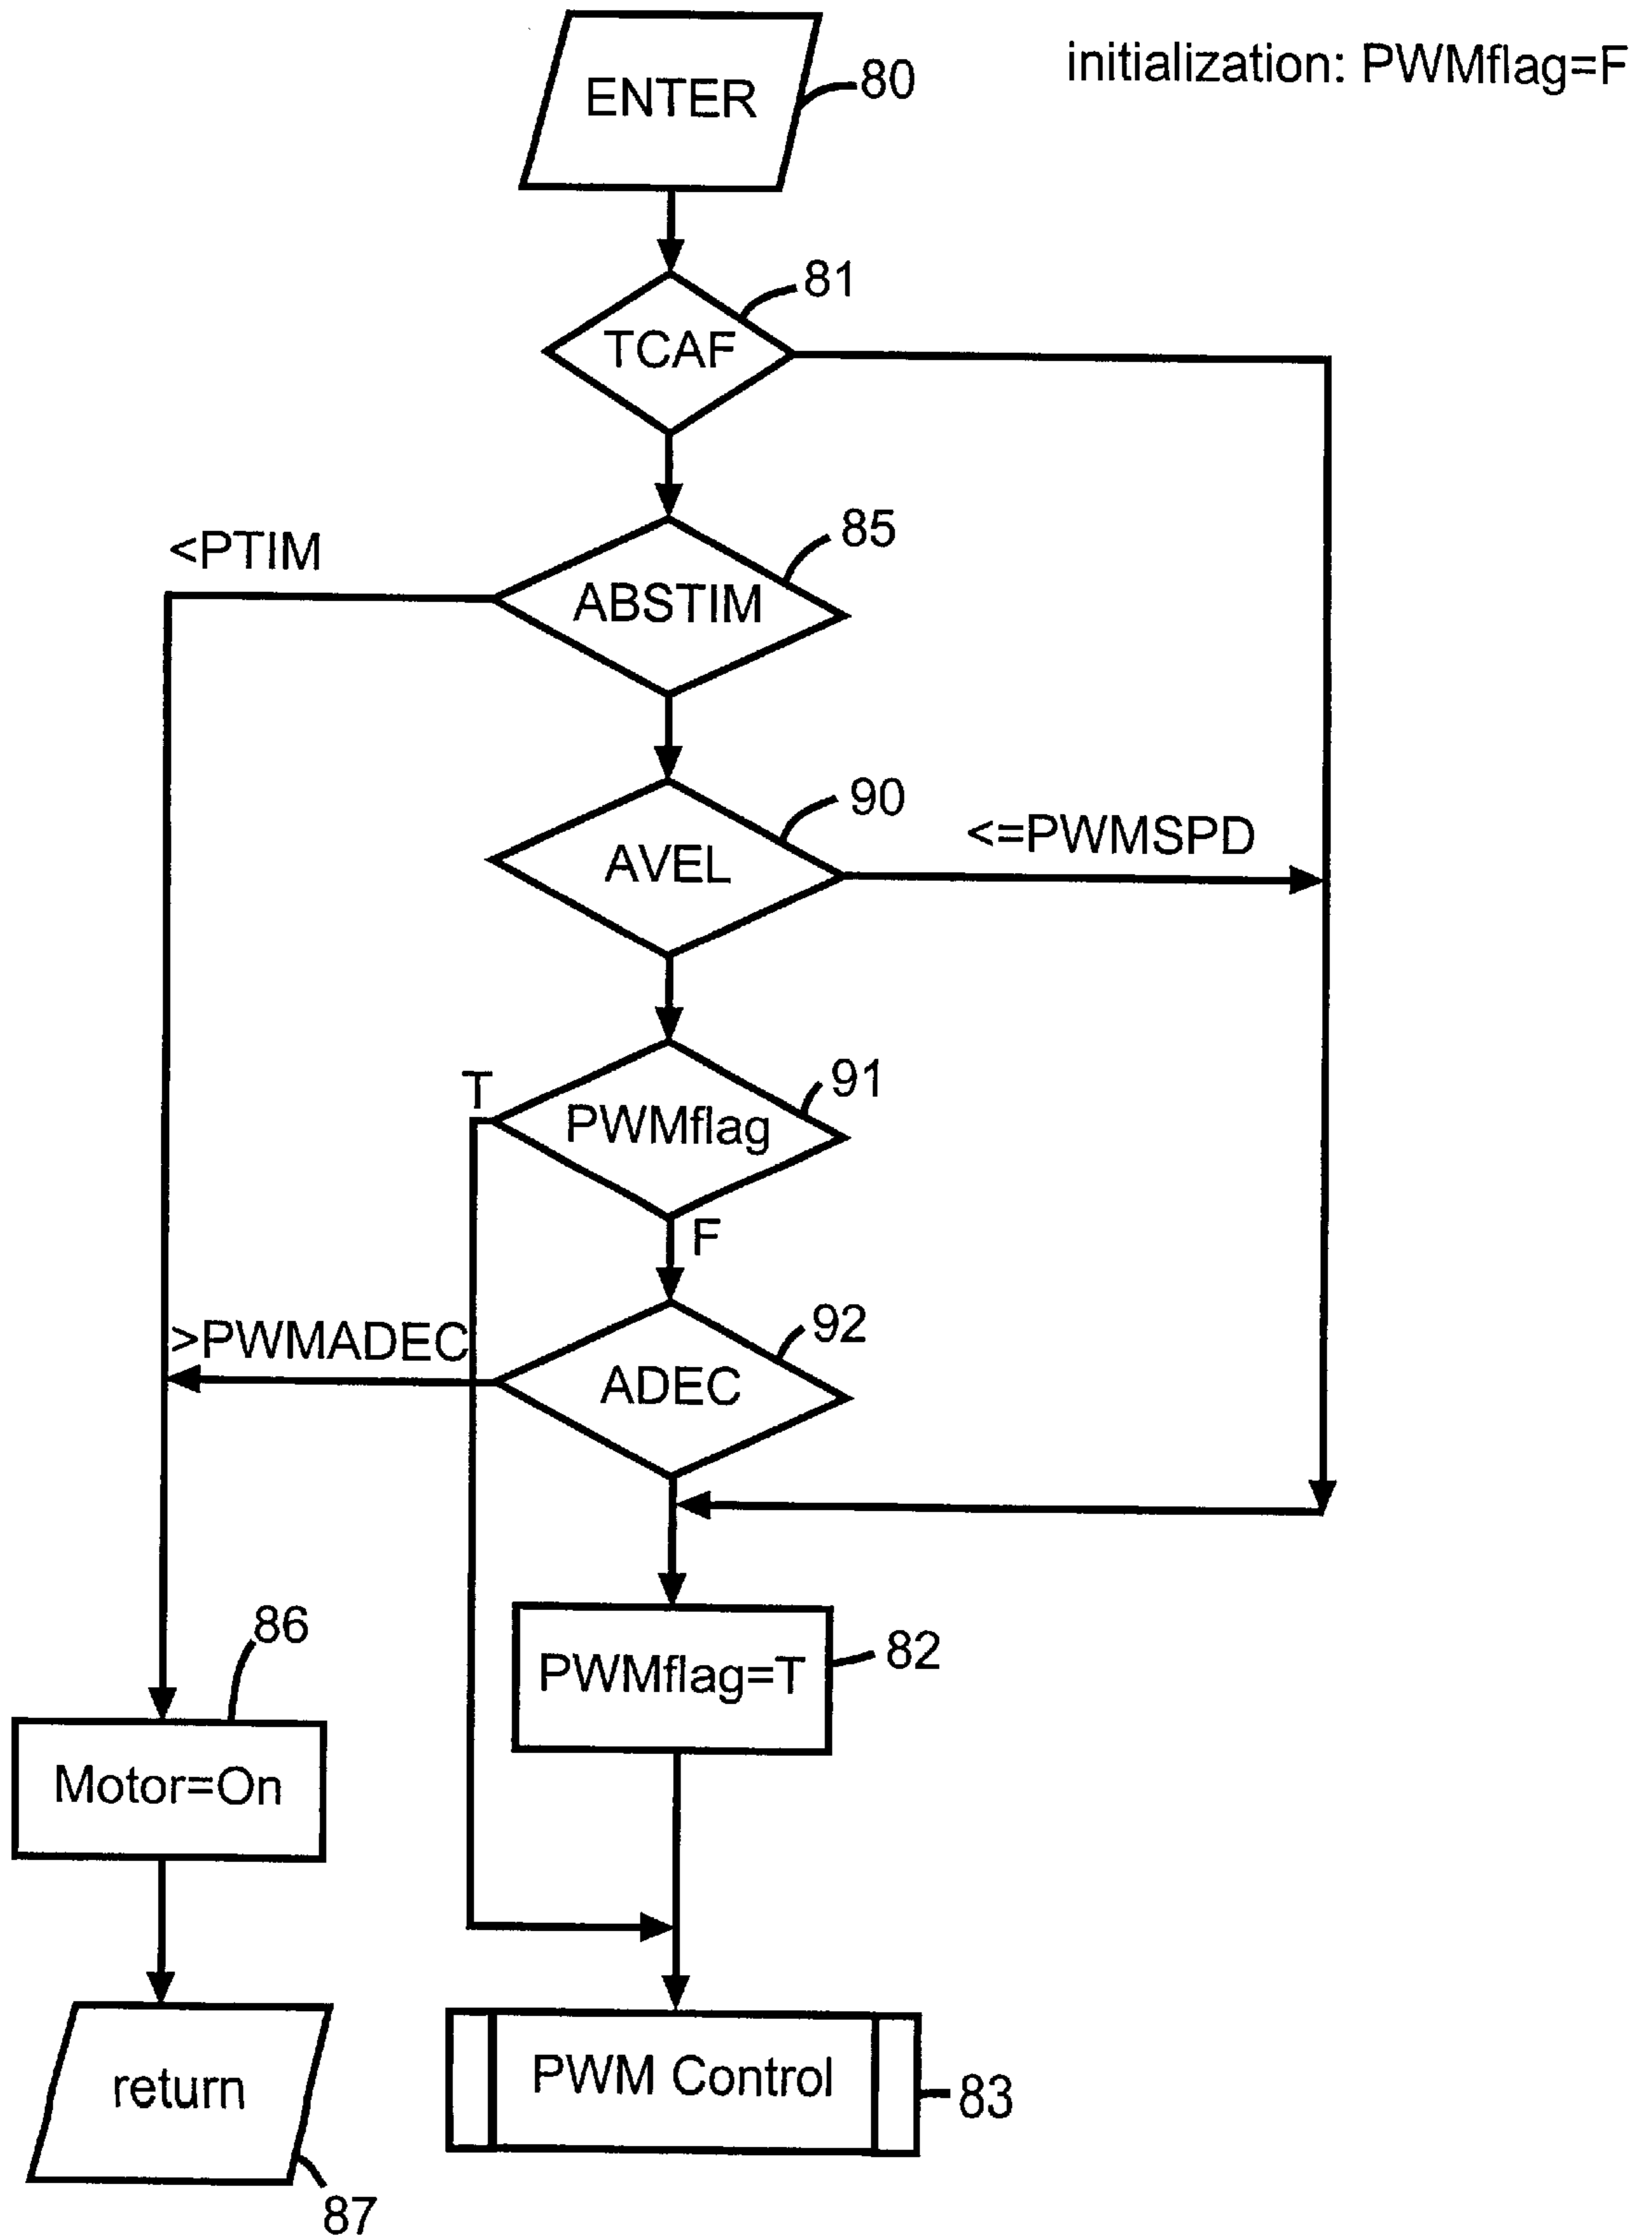 initialization: PWMflag=F
ENTER
80
81
TCAF
85
<PTIM
ABSTIM
90
<=PWMSPD
AVEL
91
T
PWMflag
F
92
>PWMADEC
ADEC
86
82
PWMflag=T
Motor=On
return
PWM Control
83
87